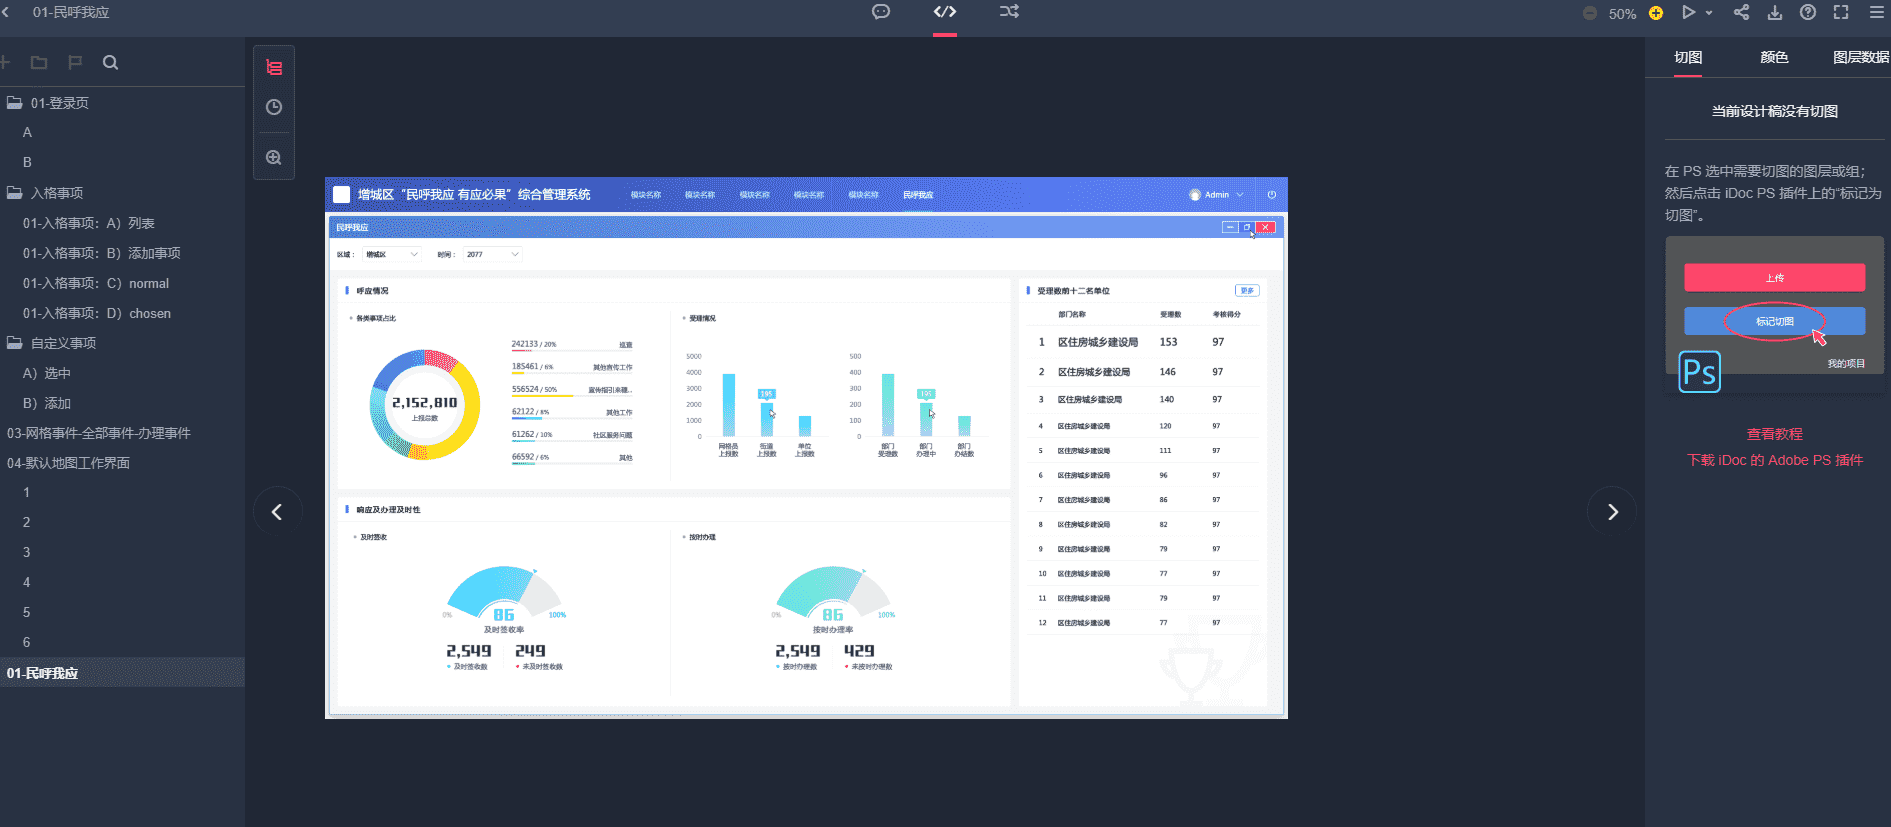 01-民呼我应
50%
01-登录页
A
B
入格事项
01-入格事项：A）列表
01-入格事项：B）添加事项
01-入格事项：C）normal
01-入格事项：D）chosen
自定义事项
A）选中
B）添加
03-网格事件-全部事件-办理事件
04-默认地图工作界面
1
2
3
4
5
6
01-民呼我应
增城区“民呼我应 有应必果”综合管理系统
模块名称 模块名称 模块名称 模块名称 模块名称 民呼我应
Admin
民呼我应
区域： 增城区 时间： 2077
呼应情况
各类事项占比
2,152,810
上报总数
242133 / 20% 巡查
185461 / 6% 其他宣传工作
556524 / 50% 宣传指引来穗...
62122 / 8% 其他工作
61262 / 10% 社区服务问题
66592 / 6% 其他
受理情况
5000
4000
3000
2000
1000
0
195
网格员
上报数
街道
上报数
单位
上报数
500
400
300
200
100
0
195
部门
受理数
部门
办理中
部门
办结数
响应及办理及时性
及时签收
0% 86 100%
及时签收率
2,549 249
及时签收数 未及时签收数
按时办理
0% 86 100%
按时办理率
2,549 429
按时办理数 未按时办理数
受理数前十二名单位 更多
部门名称 受理数 考核得分
1 区住房城乡建设局 153 97
2 区住房城乡建设局 146 97
3 区住房城乡建设局 140 97
4 区住房城乡建设局 120 97
5 区住房城乡建设局 111 97
6 区住房城乡建设局 96 97
7 区住房城乡建设局 86 97
8 区住房城乡建设局 82 97
9 区住房城乡建设局 79 97
10 区住房城乡建设局 77 97
11 区住房城乡建设局 79 97
12 区住房城乡建设局 77 97
切图 颜色 图层数据
当前设计稿没有切图
在 PS 选中需要切图的图层或组；
然后点击 iDoc PS 插件上的“标记为
切图”。
上传
标记切图
我的项目
Ps
查看教程
下载 iDoc 的 Adobe PS 插件